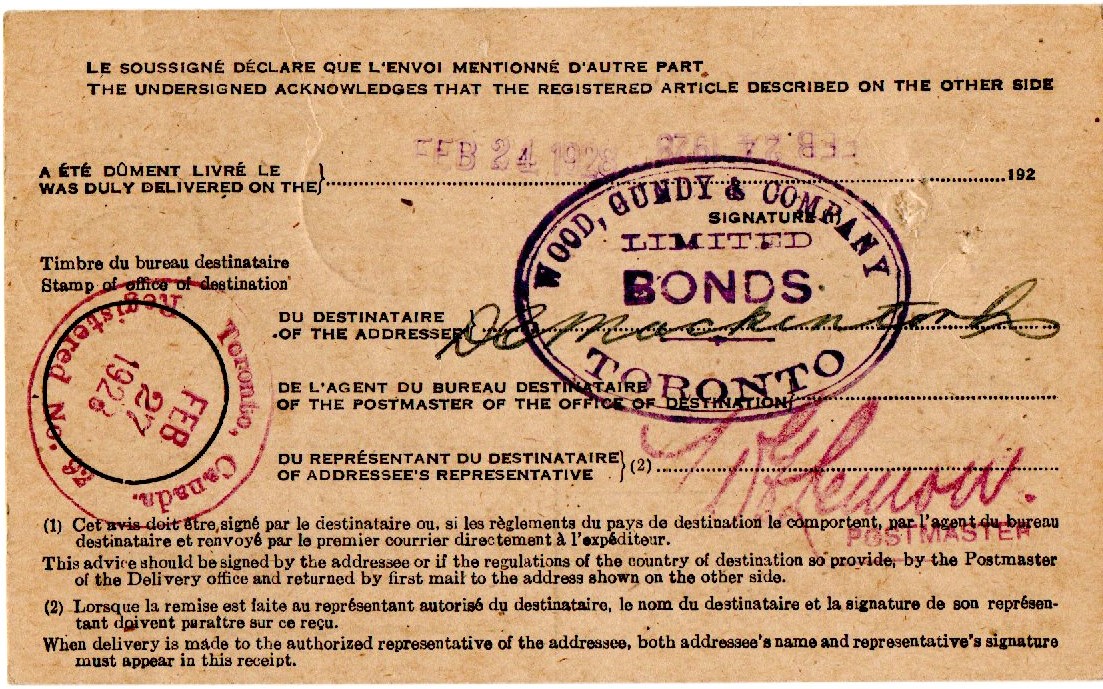 LE SOUSSIGNÉ DÉCLARE QUE L'ENVOI MENTIONNÉ D'AUTRE PART
THE UNDERSIGNED ACKNOWLEDGES THAT THE REGISTERED ARTICLE DESCRIBED ON THE OTHER SIDE
FEB 24 1928 FEB 24 1928
A ÉTÉ DÛMENT LIVRÉ LE
WAS DULY DELIVERED ON THE} 192
WOOD, GUNDY & COMPANY
SIGNATURE (1)
LIMITED
BONDS
TORONTO
Timbre du bureau destinataire
Stamp of office of destination
Toronto, Canada.
Registered No.
FEB
27
1928
DU DESTINATAIRE
OF THE ADDRESSEE
Mackintosh
DE L'AGENT DU BUREAU DESTINATAIRE
OF THE POSTMASTER OF THE OFFICE OF DESTINATION
DU REPRÉSENTANT DU DESTINATAIRE
OF ADDRESSEE'S REPRESENTATIVE} (2)
POSTMASTER
(1) Cet avis doit être signé par le destinataire ou, si les règlements du pays de destination le comportent, par l'agent du bureau
destinataire et renvoyé par le premier courrier directement à l'expéditeur.
This advice should be signed by the addressee or if the regulations of the country of destination so provide, by the Postmaster
of the Delivery office and returned by first mail to the address shown on the other side.
(2) Lorsque la remise est faite au représentant autorisé du destinataire, le nom du destinataire et la signature de son représen-
tant doivent paraître sur ce reçu.
When delivery is made to the authorized representative of the addressee, both addressee's name and representative's signature
must appear in this receipt.